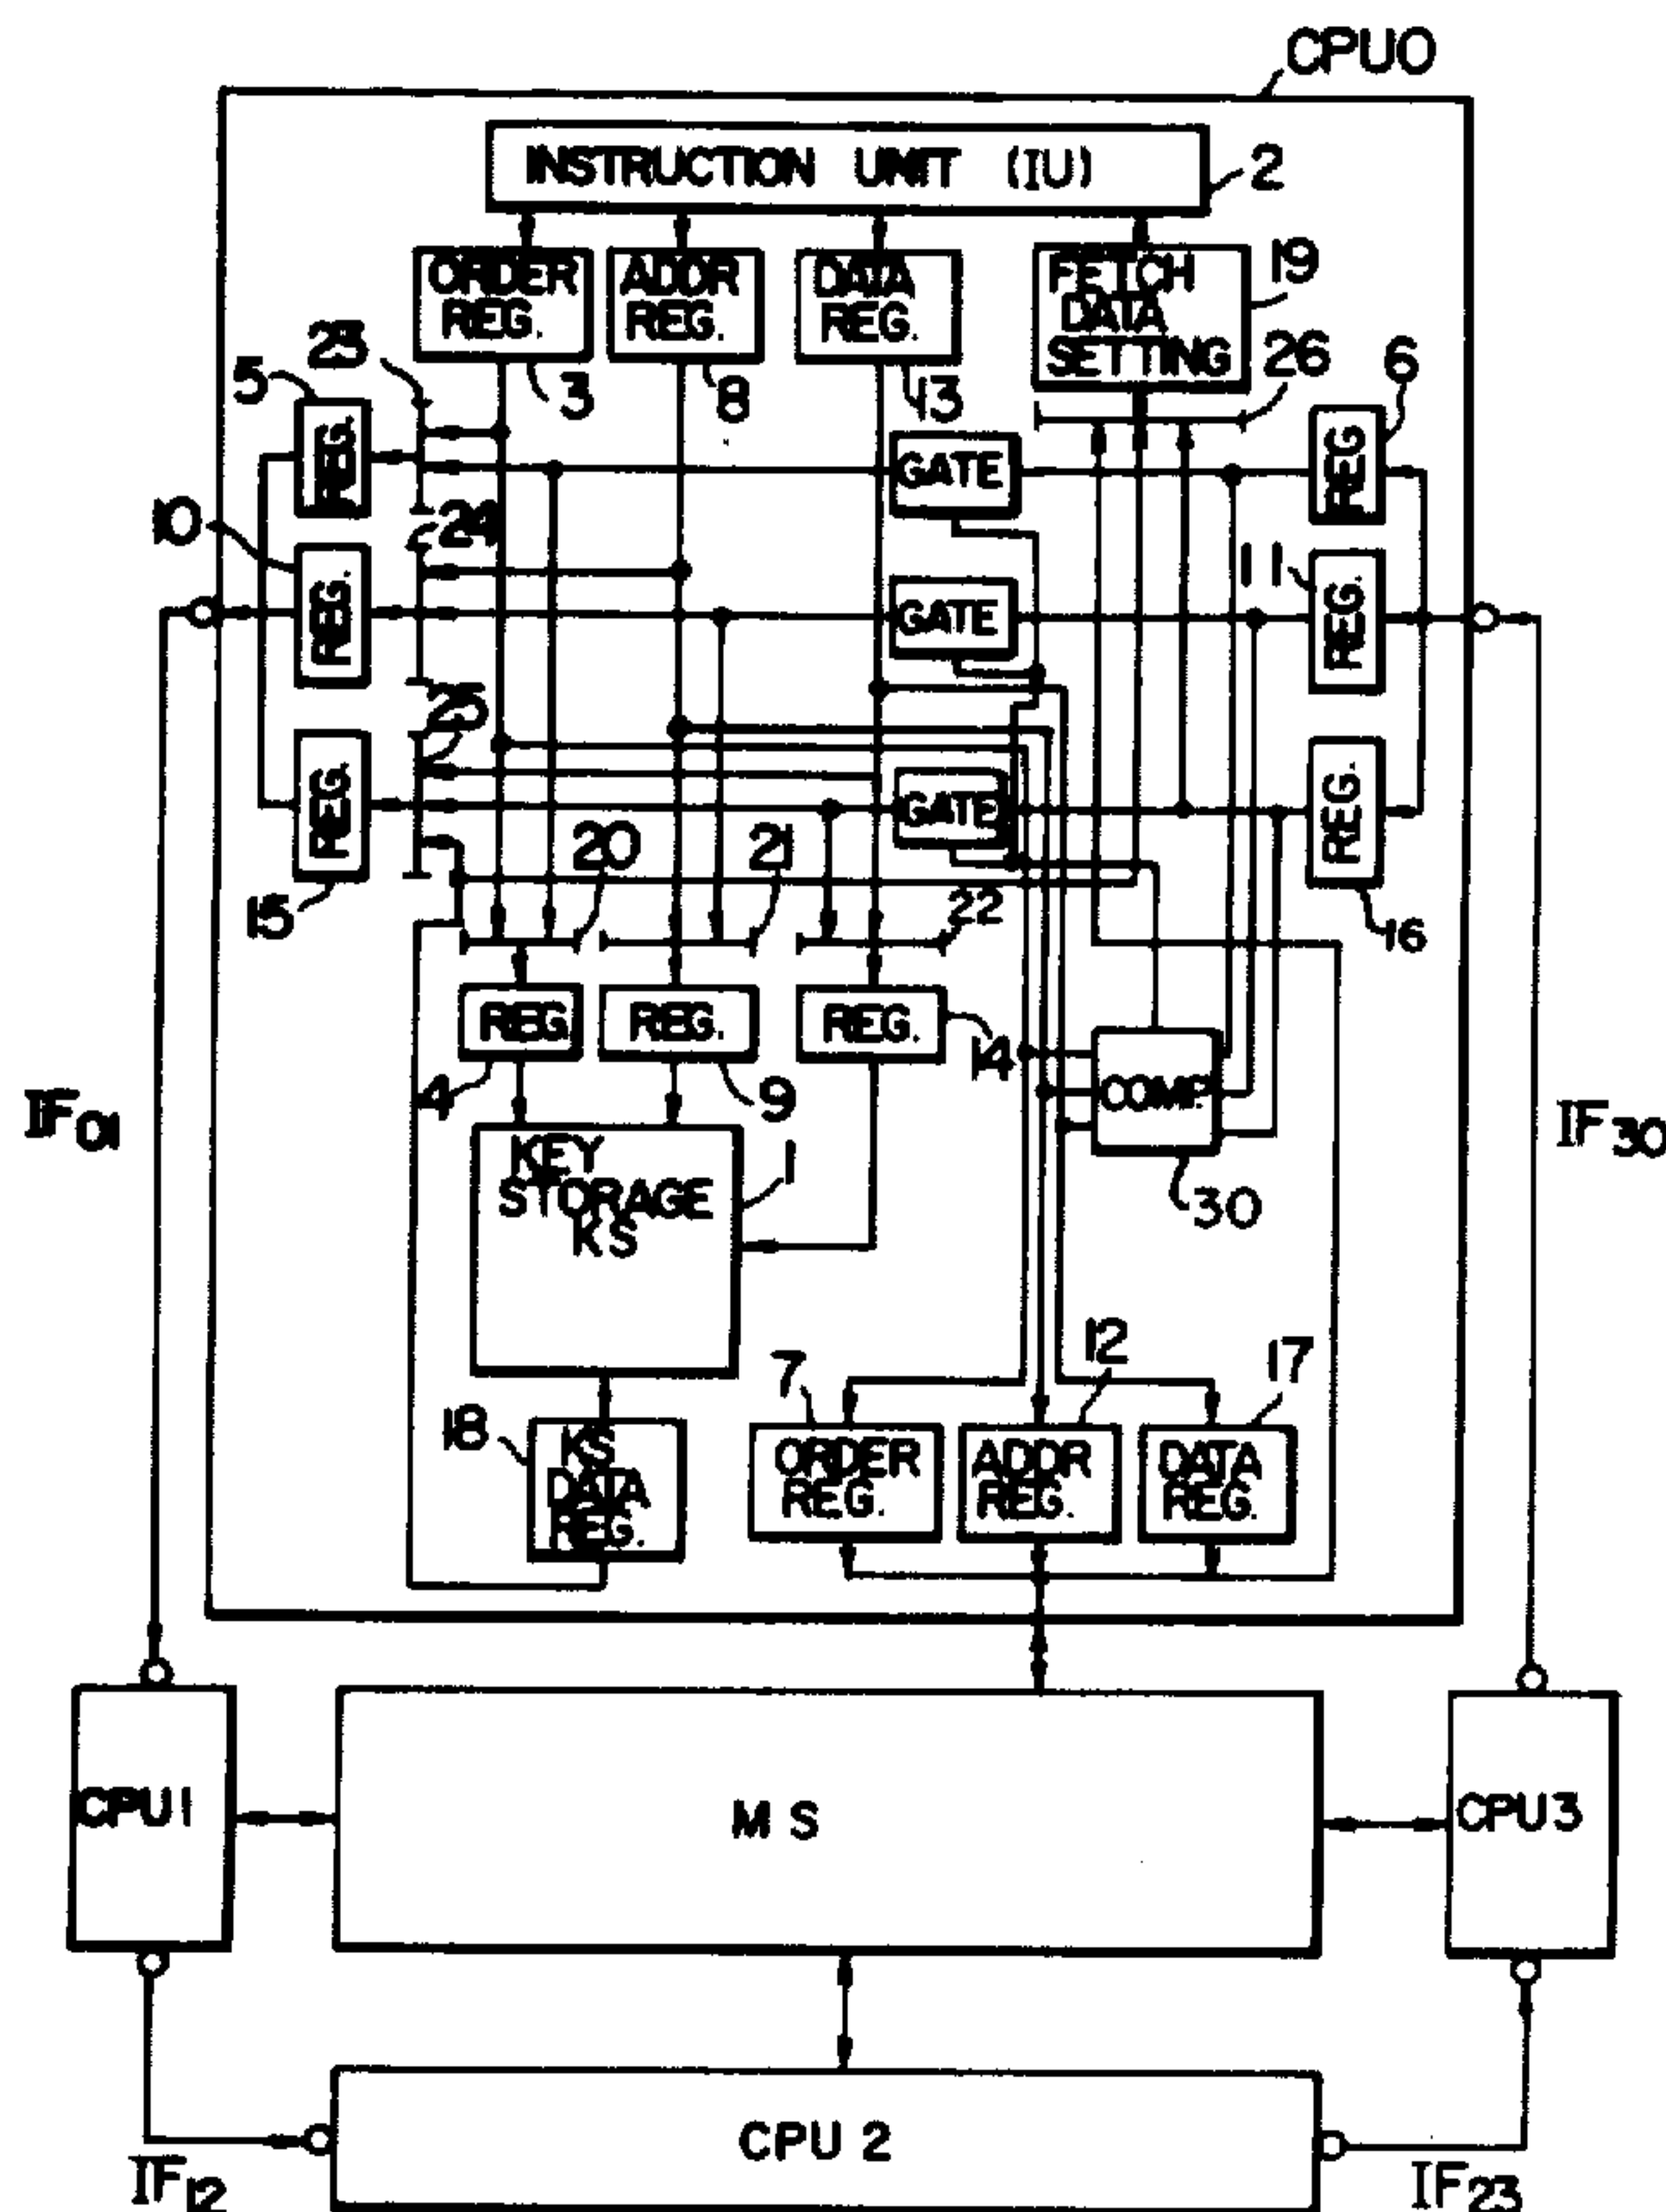 CPU0
INSTRUCTION UNIT (IU)
2
ORDER
REG.
ADDR
REG.
DATA
REG.
FETCH
DATA
SETTING
19
23
5
3
8
13
26
6
REG.
GATE
REG
10
24
11
REG.
GATE
REG.
25
REG.
GATE
REG.
15
20
21
22
16
REG.
REG.
REG.
14
4
9
COMP.
30
IF01
IF30
KEY
STORAGE
KS
1
7
12
17
18
KS
DATA
REG.
ORDER
REG.
ADDR
REG.
DATA
REG.
CPU1
MS
CPU3
CPU 2
IF12
IF23